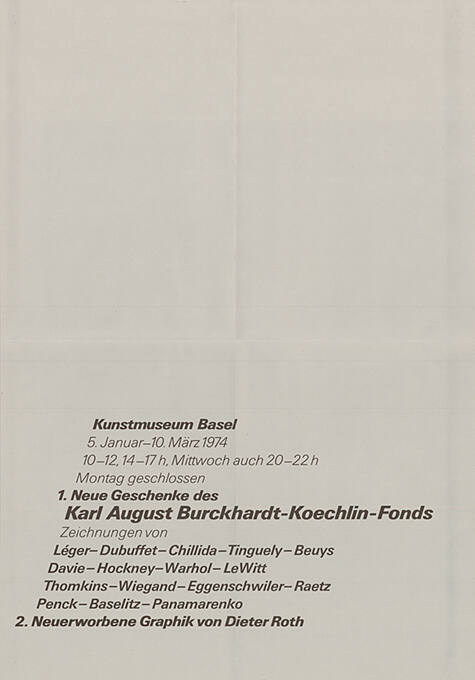 Kunstmuseum Basel
5. Januar–10. März 1974
10–12, 14–17 h, Mittwoch auch 20–22 h
Montag geschlossen
1. Neue Geschenke des
Karl August Burckhardt-Koechlin-Fonds
Zeichnungen von
Léger–Dubuffet–Chillida–Tinguely–Beuys
Davie–Hockney–Warhol–LeWitt
Thomkins–Wiegand–Eggenschwiler–Raetz
Penck–Baselitz–Panamarenko
2. Neuerworbene Graphik von Dieter Roth